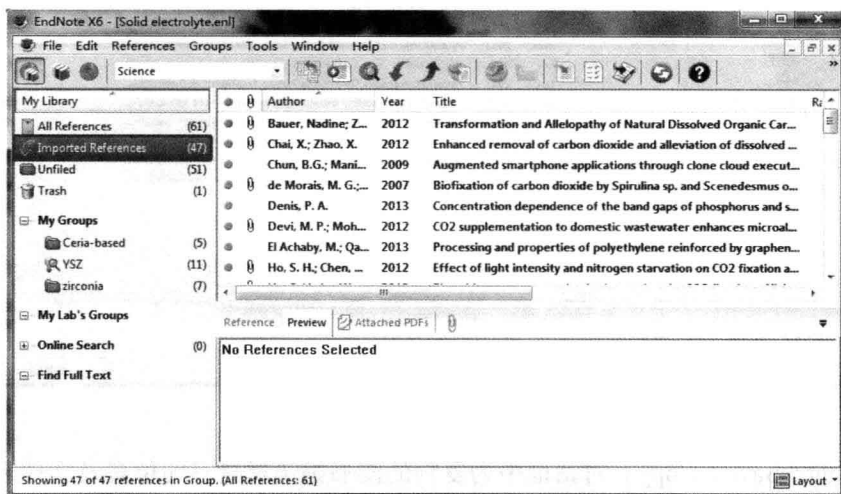 EndNote X6 - [Solid electrolyte.enl]
File Edit References Groups Tools Window Help
Science
My Library
All References (61)
Imported References (47)
Unfiled (51)
Trash (1)
My Groups
Ceria-based (5)
YSZ (11)
zirconia (7)
My Lab's Groups
Online Search (0)
Find Full Text
Author Year Title
Bauer, Nadine; Z... 2012 Transformation and Allelopathy of Natural Dissolved Organic Car...
Chai, X.; Zhao. X. 2012 Enhanced removal of carbon dioxide and alleviation of dissolved ...
Chun, B.G.; Mani... 2009 Augmented smartphone applications through clone cloud execut...
de Morais, M. G.;... 2007 Biofixation of carbon dioxide by Spirulina sp. and Scenedesmus o...
Denis, P. A. 2013 Concentration dependence of the band gaps of phosphorus and s...
Devi, M. P.; Moh... 2012 CO2 supplementation to domestic wastewater enhances microal...
El Achaby, M.; Qa... 2013 Processing and properties of polyethylene reinforced by graphen...
Ho, S. H.; Chen, ... 2012 Effect of light intensity and nitrogen starvation on CO2 fixation a...
Reference Preview Attached PDFs
No References Selected
Showing 47 of 47 references in Group. (All References: 61)
Layout